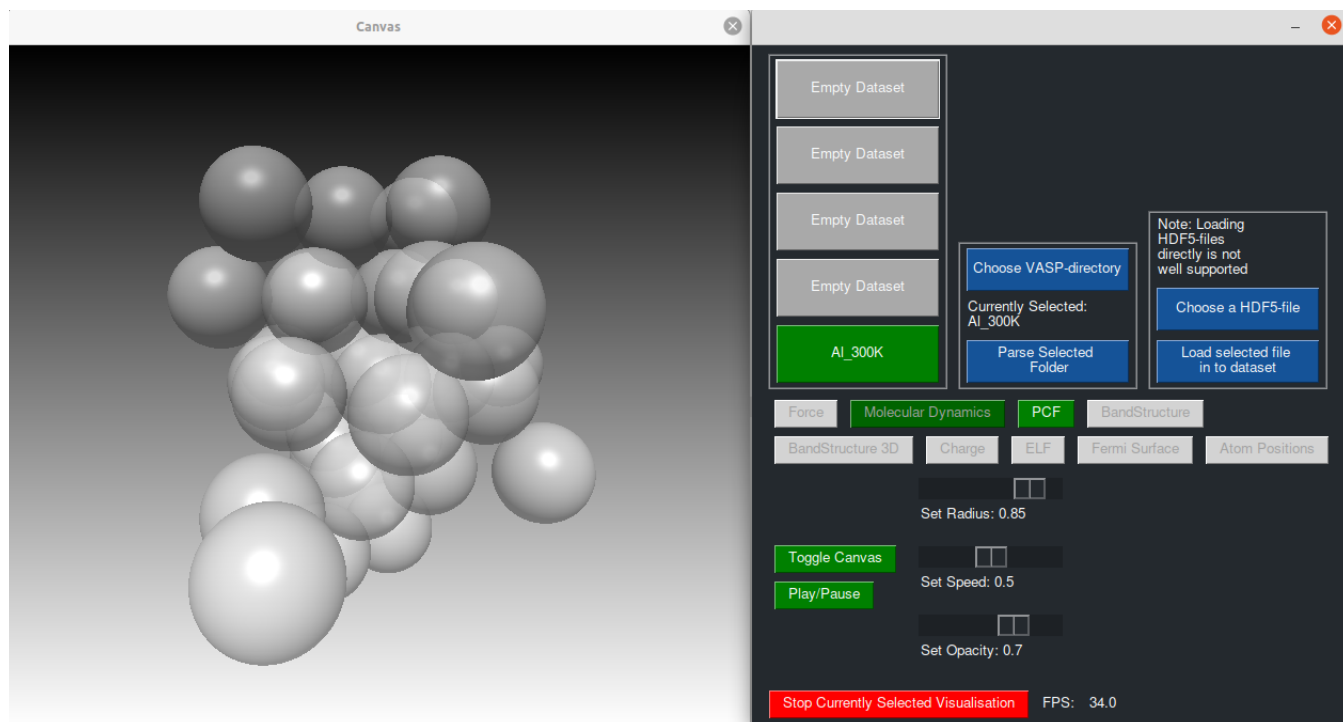 Canvas
Empty Dataset
Empty Dataset
Empty Dataset
Empty Dataset
Al_300K
Choose VASP-directory
Currently Selected:
Al_300K
Parse Selected
Folder
Note: Loading
HDF5-files
directly is not
well supported
Choose a HDF5-file
Load selected file
in to dataset
Force
Molecular Dynamics
PCF
BandStructure
BandStructure 3D
Charge
ELF
Fermi Surface
Atom Positions
Set Radius: 0.85
Toggle Canvas
Set Speed: 0.5
Play/Pause
Set Opacity: 0.7
Stop Currently Selected Visualisation
FPS: 34.0